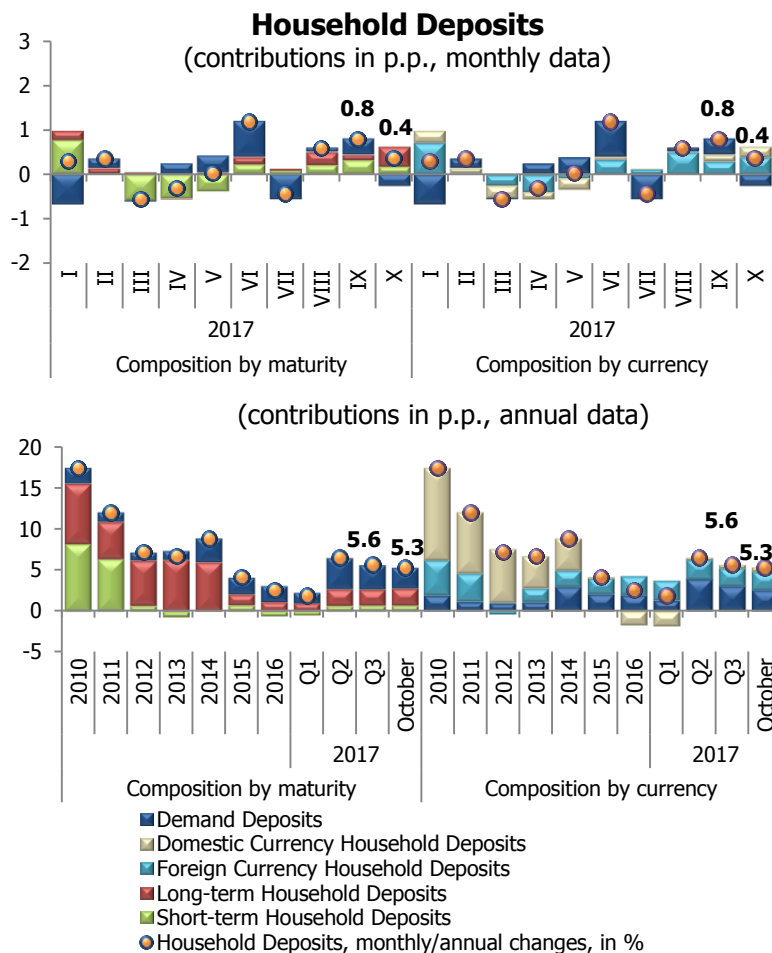 Household Deposits
(contributions in p.p., monthly data)
3
2
1
0
-1
-2
0.8
0.4
0.8
0.4
I II III IV V VI VII VIII IX X I II III IV V VI VII VIII IX X
2017 2017
Composition by maturity Composition by currency
(contributions in p.p., annual data)
20
15
10
5
0
-5
5.6
5.3
5.6
5.3
2010 2011 2012 2013 2014 2015 2016 Q1 Q2 Q3 October 2010 2011 2012 2013 2014 2015 2016 Q1 Q2 Q3 October
2017 2017
Composition by maturity Composition by currency
Demand Deposits
Domestic Currency Household Deposits
Foreign Currency Household Deposits
Long-term Household Deposits
Short-term Household Deposits
Household Deposits, monthly/annual changes, in %